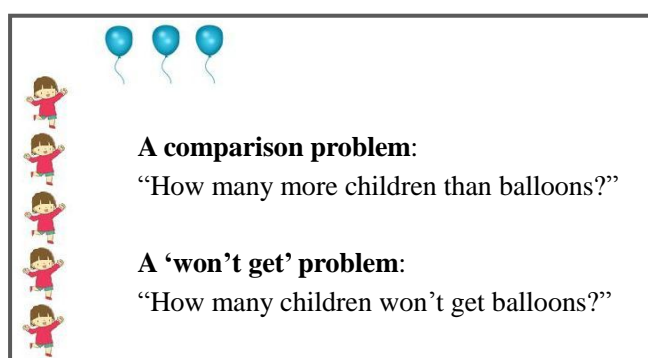 A comparison problem:
“How many more children than balloons?”
A ‘won’t get’ problem:
“How many children won’t get balloons?”